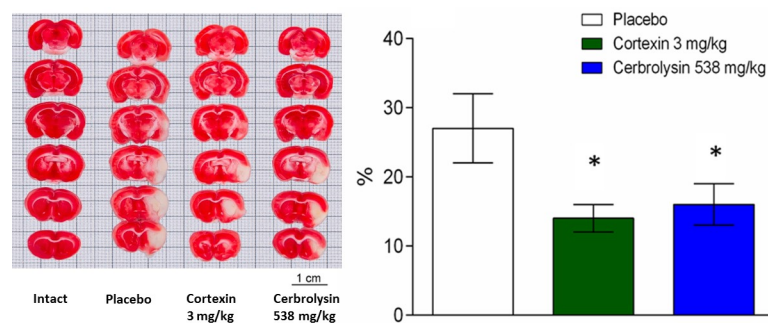 1 cm
Intact
Placebo
Cortexin
3 mg/kg
Cerbrolysin
538 mg/kg
Placebo
Cortexin 3 mg/kg
Cerbrolysin 538 mg/kg
%
40
30
20
10
0
*
*